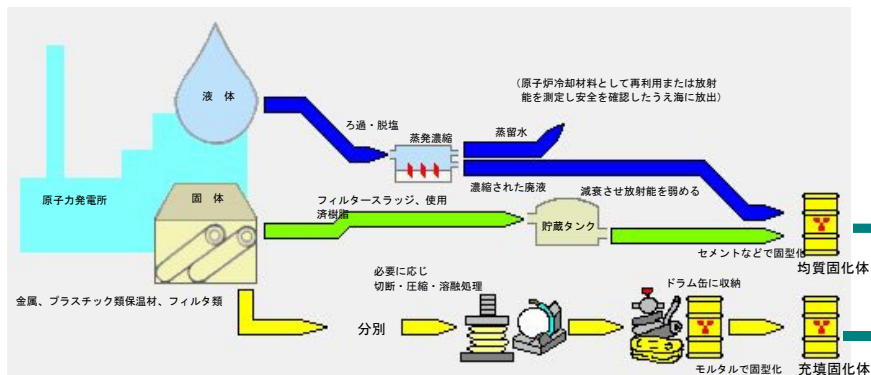 液　体
（原子炉冷却材料として再利用または放射
能を測定し安全を確認したうえ海に放出）
ろ過・脱塩
蒸発濃縮
蒸留水
濃縮された廃液
減衰させ放射能を弱める
原子力発電所
固　体
フィルタースラッジ、使用
済樹脂
貯蔵タンク
セメントなどで固型化
均質固化体
金属、プラスチック類保温材、フィルタ類
必要に応じ
切断・圧縮・溶融処理
分別
ドラム缶に収納
モルタルで固型化
充填固化体